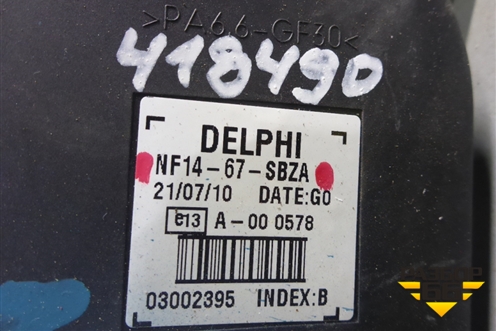 >PA6,6-GF30<
418490
DELPHI
NF14-67-SBZA
21/07/10 DATE:G0
e13 A-00 0578
03002395 INDEX:B